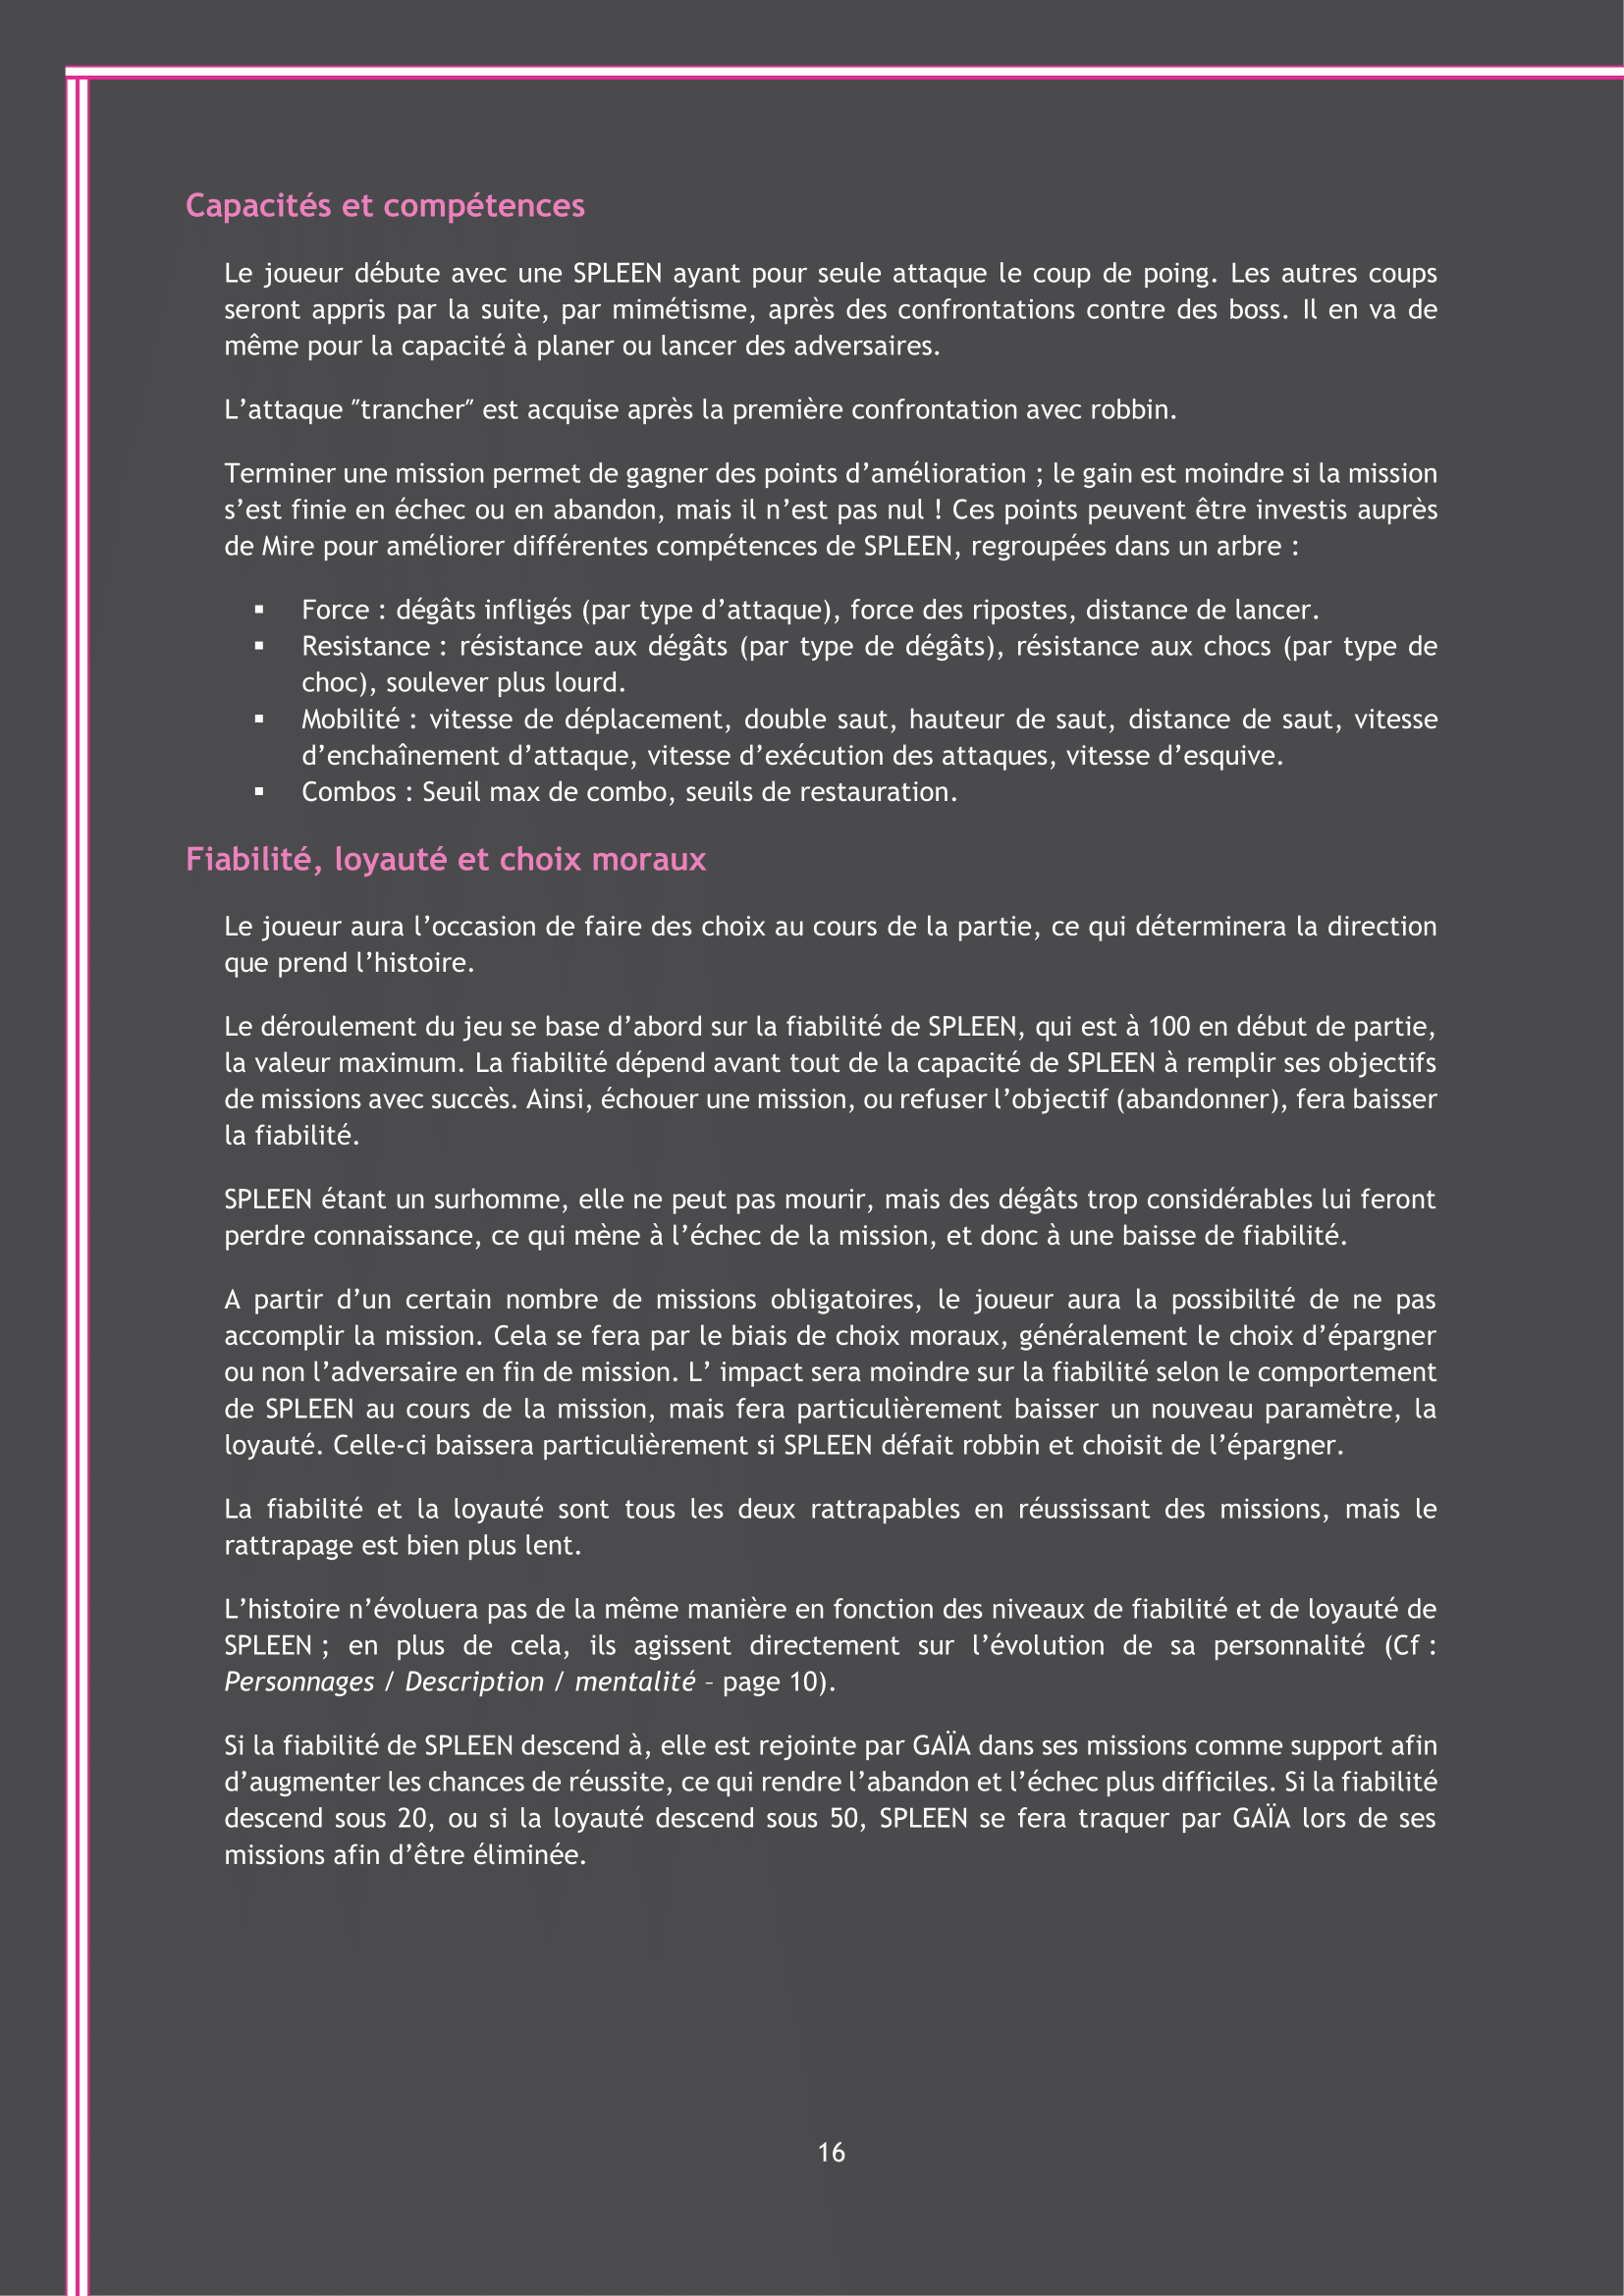 Capacités et compétences
Le joueur débute avec une SPLEEN ayant pour seule attaque le coup de poing. Les autres coups
seront appris par la suite, par mimétisme, après des confrontations contre des boss. Il en va de
même pour la capacité à planer ou lancer des adversaires.
L’attaque ″trancher″ est acquise après la première confrontation avec robbin.
Terminer une mission permet de gagner des points d’amélioration ; le gain est moindre si la mission
s’est finie en échec ou en abandon, mais il n’est pas nul ! Ces points peuvent être investis auprès
de Mire pour améliorer différentes compétences de SPLEEN, regroupées dans un arbre :
▪ Force : dégâts infligés (par type d’attaque), force des ripostes, distance de lancer.
▪ Resistance : résistance aux dégâts (par type de dégâts), résistance aux chocs (par type de
choc), soulever plus lourd.
▪ Mobilité : vitesse de déplacement, double saut, hauteur de saut, distance de saut, vitesse
d’enchaînement d’attaque, vitesse d’exécution des attaques, vitesse d’esquive.
▪ Combos : Seuil max de combo, seuils de restauration.
Fiabilité, loyauté et choix moraux
Le joueur aura l’occasion de faire des choix au cours de la partie, ce qui déterminera la direction
que prend l’histoire.
Le déroulement du jeu se base d’abord sur la fiabilité de SPLEEN, qui est à 100 en début de partie,
la valeur maximum. La fiabilité dépend avant tout de la capacité de SPLEEN à remplir ses objectifs
de missions avec succès. Ainsi, échouer une mission, ou refuser l’objectif (abandonner), fera baisser
la fiabilité.
SPLEEN étant un surhomme, elle ne peut pas mourir, mais des dégâts trop considérables lui feront
perdre connaissance, ce qui mène à l’échec de la mission, et donc à une baisse de fiabilité.
A partir d’un certain nombre de missions obligatoires, le joueur aura la possibilité de ne pas
accomplir la mission. Cela se fera par le biais de choix moraux, généralement le choix d’épargner
ou non l’adversaire en fin de mission. L’ impact sera moindre sur la fiabilité selon le comportement
de SPLEEN au cours de la mission, mais fera particulièrement baisser un nouveau paramètre, la
loyauté. Celle-ci baissera particulièrement si SPLEEN défait robbin et choisit de l’épargner.
La fiabilité et la loyauté sont tous les deux rattrapables en réussissant des missions, mais le
rattrapage est bien plus lent.
L’histoire n’évoluera pas de la même manière en fonction des niveaux de fiabilité et de loyauté de
SPLEEN ; en plus de cela, ils agissent directement sur l’évolution de sa personnalité (Cf :
Personnages / Description / mentalité – page 10).
Si la fiabilité de SPLEEN descend à, elle est rejointe par GAÏA dans ses missions comme support afin
d’augmenter les chances de réussite, ce qui rendre l’abandon et l’échec plus difficiles. Si la fiabilité
descend sous 20, ou si la loyauté descend sous 50, SPLEEN se fera traquer par GAÏA lors de ses
missions afin d’être éliminée.
16